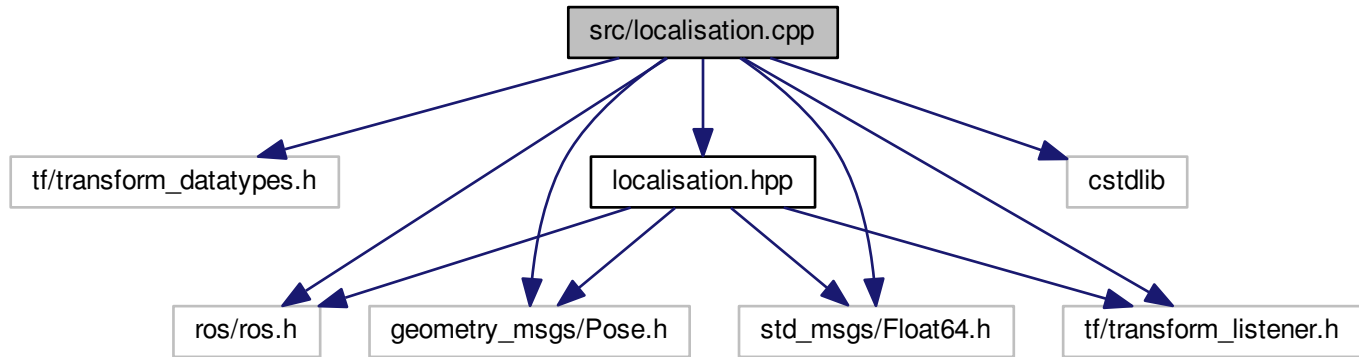 src/localisation.cpp
tf/transform_datatypes.h
localisation.hpp
cstdlib
ros/ros.h
geometry_msgs/Pose.h
std_msgs/Float64.h
tf/transform_listener.h